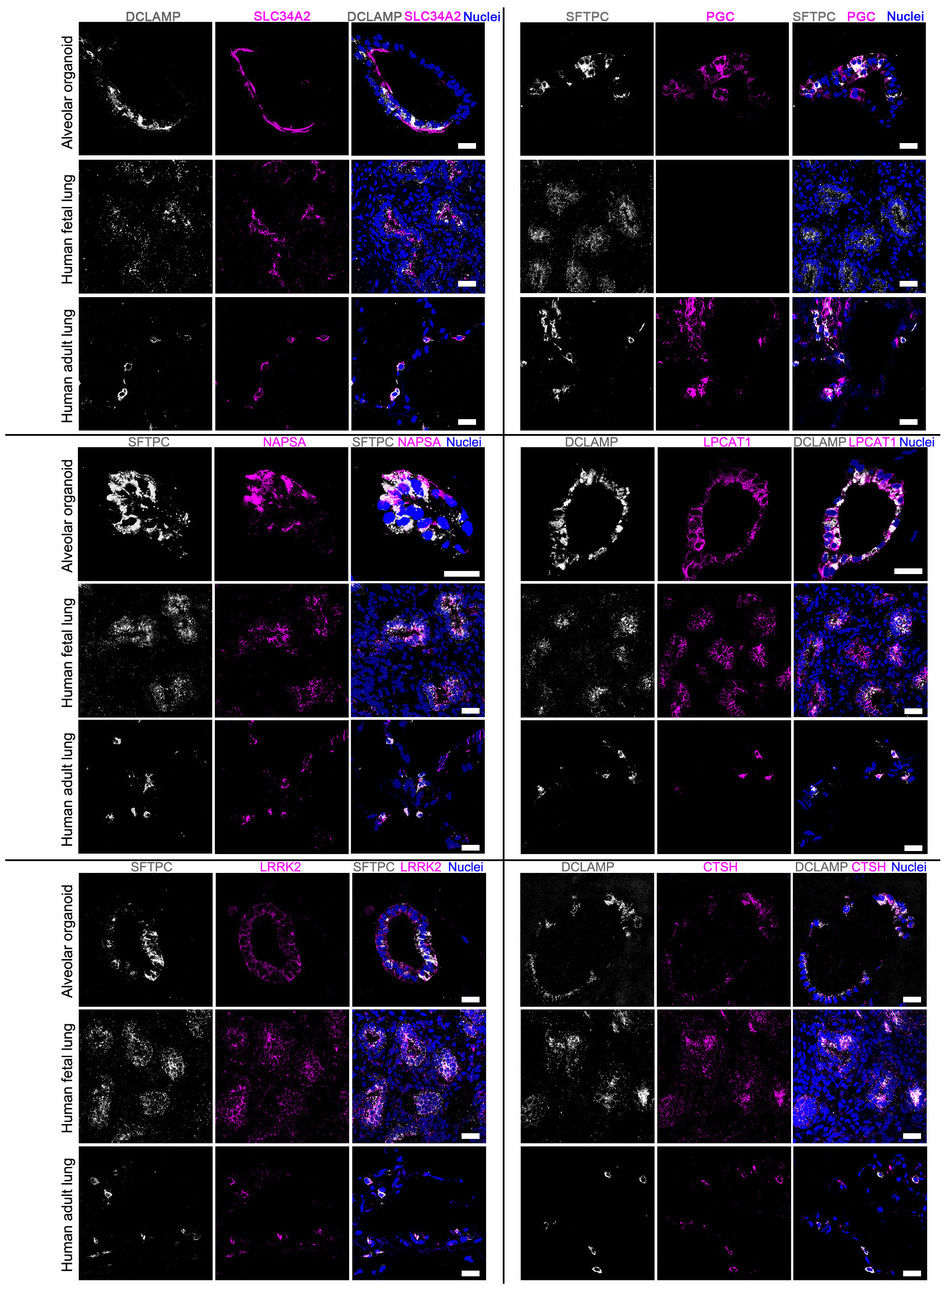 DCLAMP SLC34A2 DCLAMP SLC34A2 Nuclei
Alveolar organoid
Human fetal lung
Human adult lung
SFTPC PGC SFTPC PGC Nuclei
SFTPC NAPSA SFTPC NAPSA Nuclei
Alveolar organoid
Human fetal lung
Human adult lung
DCLAMP LPCAT1 DCLAMP LPCAT1 Nuclei
SFTPC LRRK2 SFTPC LRRK2 Nuclei
Alveolar organoid
Human fetal lung
Human adult lung
DCLAMP CTSH DCLAMP CTSH Nuclei